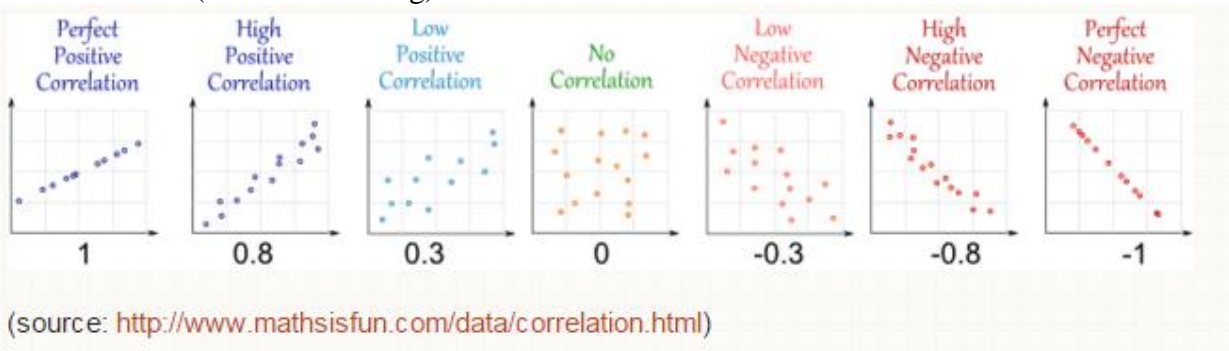 Perfect
Positive
Correlation
High
Positive
Correlation
Low
Positive
Correlation
No
Correlation
Low
Negative
Correlation
High
Negative
Correlation
Perfect
Negative
Correlation
1
0.8
0.3
0
-0.3
-0.8
-1
(source: http://www.mathsisfun.com/data/correlation.html)